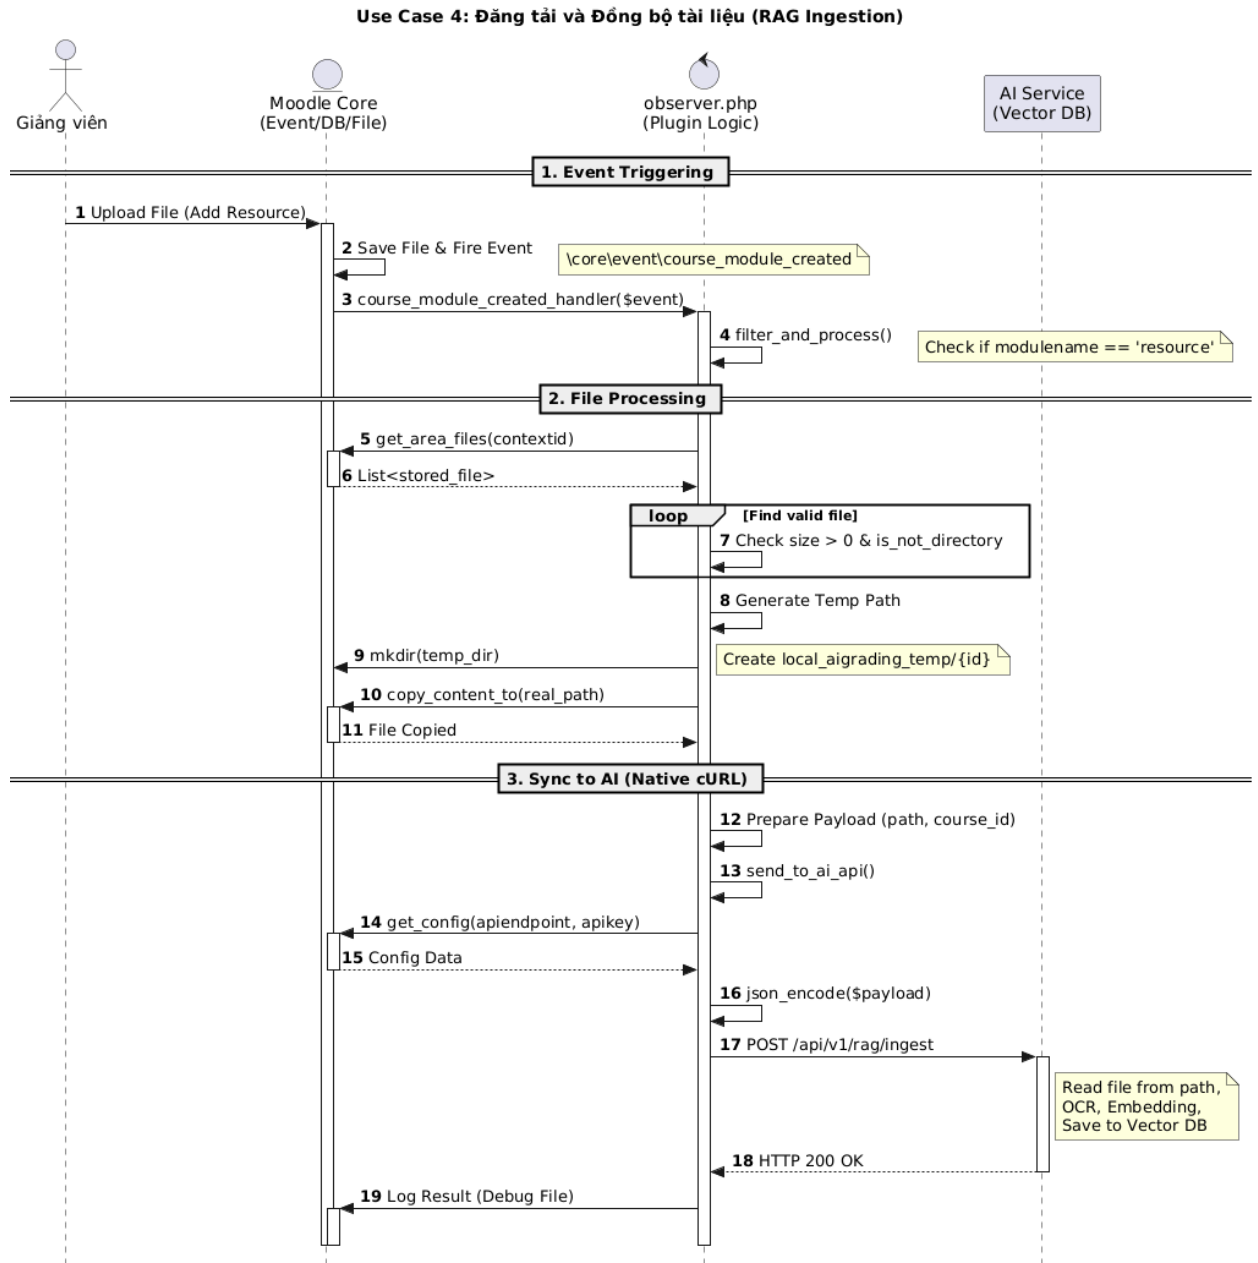 Use Case 4: Đăng tải và Đồng bộ tài liệu (RAG Ingestion)
Giảng viên
Moodle Core
(Event/DB/File)
observer.php
(Plugin Logic)
AI Service
(Vector DB)
1. Event Triggering
1 Upload File (Add Resource)
2 Save File & Fire Event
\core\event\course_module_created
3 course_module_created_handler($event)
4 filter_and_process()
Check if modulename == 'resource'
2. File Processing
5 get_area_files(contextid)
6 List<stored_file>
loop
[Find valid file]
7 Check size > 0 & is_not_directory
8 Generate Temp Path
9 mkdir(temp_dir)
Create local_aigrading_temp/{id}
10 copy_content_to(real_path)
11 File Copied
3. Sync to AI (Native cURL)
12 Prepare Payload (path, course_id)
13 send_to_ai_api()
14 get_config(apiendpoint, apikey)
15 Config Data
16 json_encode($payload)
17 POST /api/v1/rag/ingest
Read file from path,
OCR, Embedding,
Save to Vector DB
18 HTTP 200 OK
19 Log Result (Debug File)